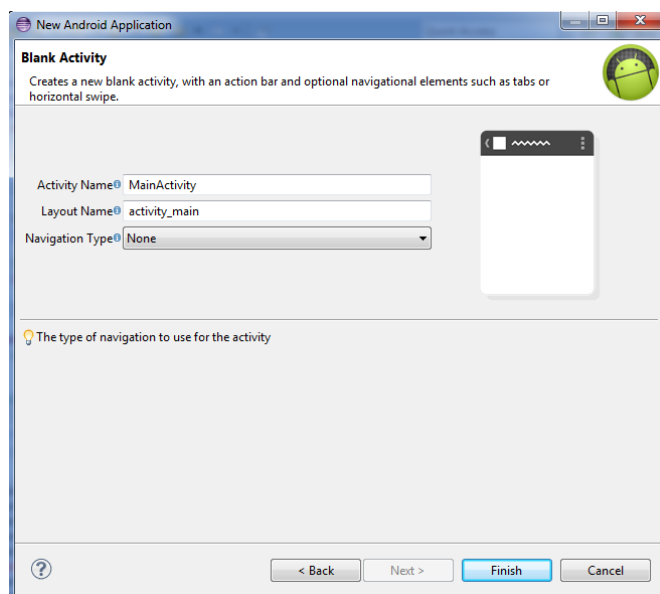 New Android Application
Blank Activity
Creates a new blank activity, with an action bar and optional navigational elements such as tabs or
horizontal swipe.
Activity Name MainActivity
Layout Name activity_main
Navigation Type None
The type of navigation to use for the activity
< Back Next > Finish Cancel